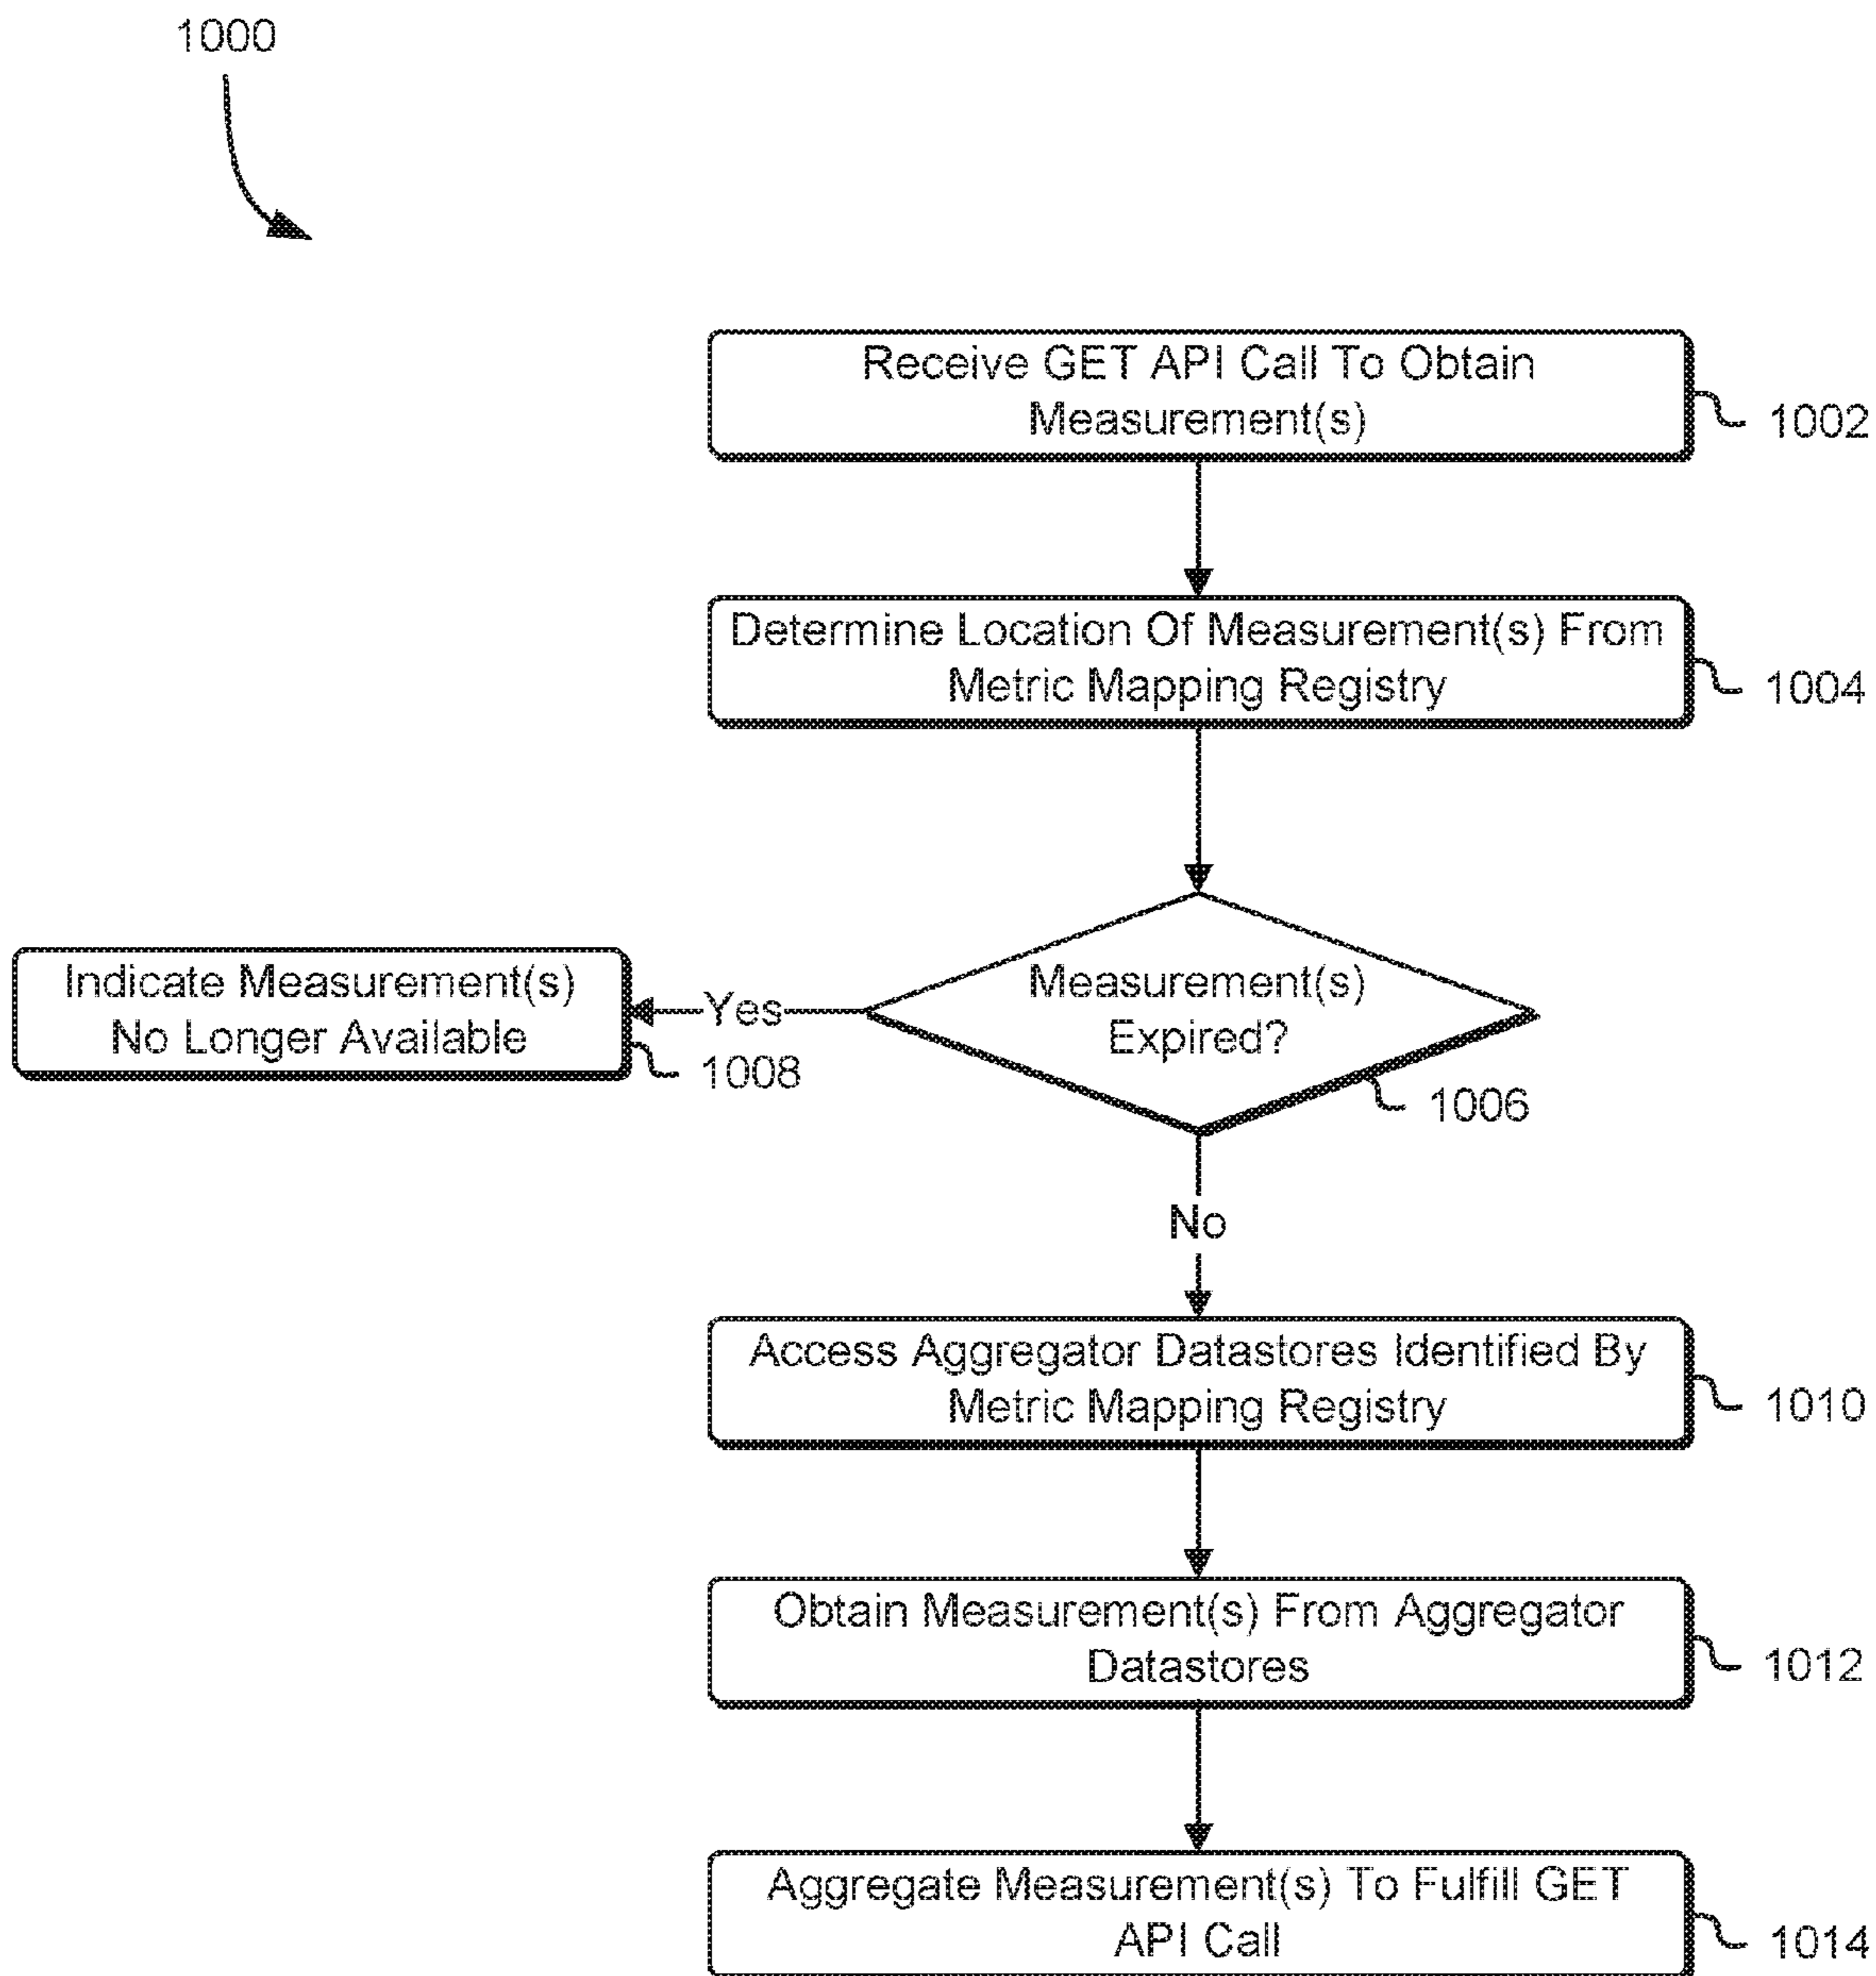 1000
Receive GET API Call To Obtain
Measurement(s)
1002
Determine Location Of Measurement(s) From
Metric Mapping Registry
1004
Measurement(s)
Expired?
1006
Yes
Indicate Measurement(s)
No Longer Available
1008
No
Access Aggregator Datastores Identified By
Metric Mapping Registry
1010
Obtain Measurement(s) From Aggregator
Datastores
1012
Aggregate Measurement(s) To Fulfill GET
API Call
1014